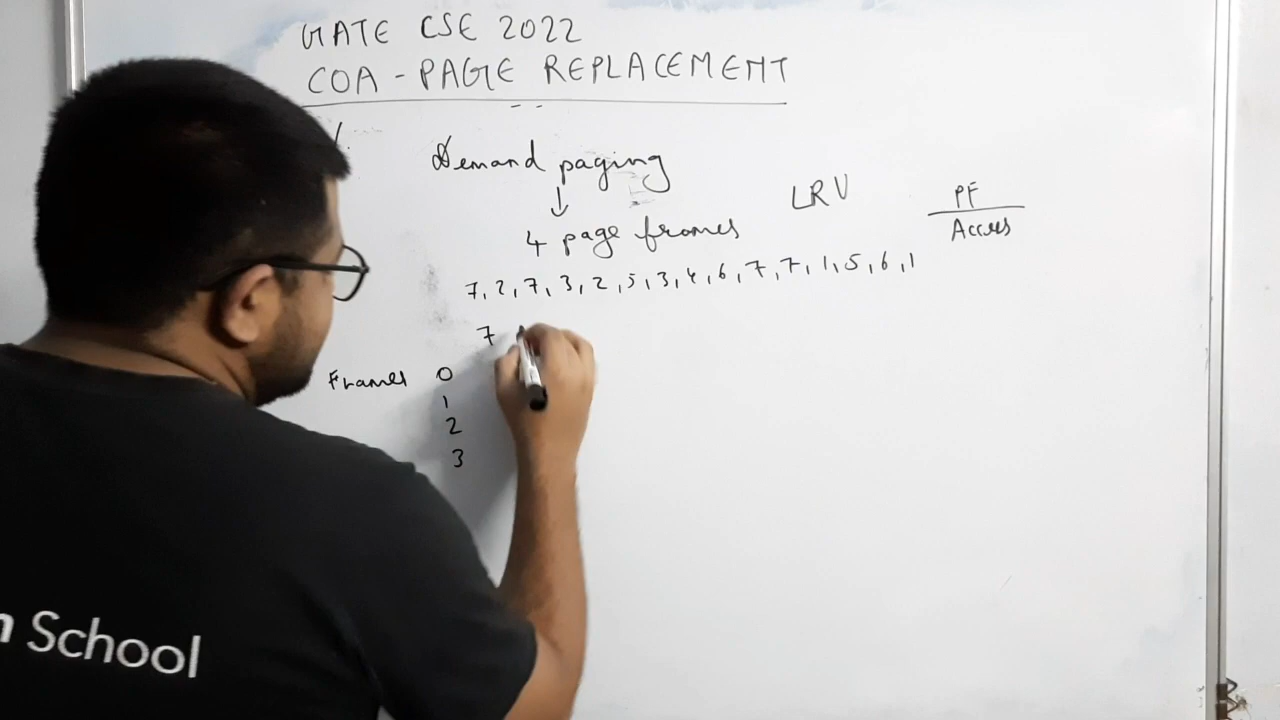 GATE CSE 2022
COA - PAGE REPLACEMENT
1.
Demand paging
↓
4 page frames
LRU
PF
Access
7, 2, 7, 3, 2, 5, 3, 4, 6, 7, 7, 1, 5, 6, 1
7
Frames 0
1
2
3
School